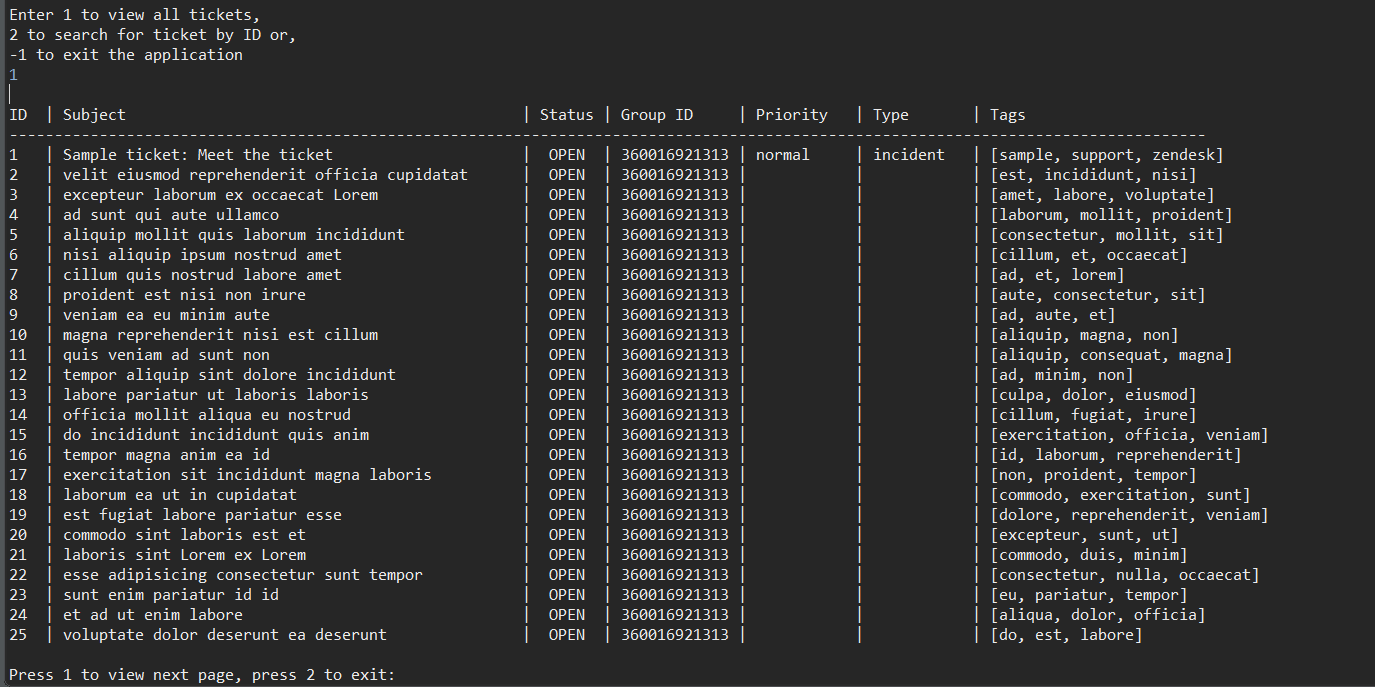 Enter 1 to view all tickets,
2 to search for ticket by ID or,
-1 to exit the application
1
ID | Subject | Status | Group ID | Priority | Type | Tags
-------------------------------------------------------------------------------------------------------------------------------------
1 | Sample ticket: Meet the ticket | OPEN | 360016921313 | normal | incident | [sample, support, zendesk]
2 | velit eiusmod reprehenderit officia cupidatat | OPEN | 360016921313 | | | [est, incididunt, nisi]
3 | excepteur laborum ex occaecat Lorem | OPEN | 360016921313 | | | [amet, labore, voluptate]
4 | ad sunt qui aute ullamco | OPEN | 360016921313 | | | [laborum, mollit, proident]
5 | aliquip mollit quis laborum incididunt | OPEN | 360016921313 | | | [consectetur, mollit, sit]
6 | nisi aliquip ipsum nostrud amet | OPEN | 360016921313 | | | [cillum, et, occaecat]
7 | cillum quis nostrud labore amet | OPEN | 360016921313 | | | [ad, et, lorem]
8 | proident est nisi non irure | OPEN | 360016921313 | | | [aute, consectetur, sit]
9 | veniam ea eu minim aute | OPEN | 360016921313 | | | [ad, aute, et]
10 | magna reprehenderit nisi est cillum | OPEN | 360016921313 | | | [aliquip, magna, non]
11 | quis veniam ad sunt non | OPEN | 360016921313 | | | [aliquip, consequat, magna]
12 | tempor aliquip sint dolore incididunt | OPEN | 360016921313 | | | [ad, minim, non]
13 | labore pariatur ut laboris laboris | OPEN | 360016921313 | | | [culpa, dolor, eiusmod]
14 | officia mollit aliqua eu nostrud | OPEN | 360016921313 | | | [cillum, fugiat, irure]
15 | do incididunt incididunt quis anim | OPEN | 360016921313 | | | [exercitation, officia, veniam]
16 | tempor magna anim ea id | OPEN | 360016921313 | | | [id, laborum, reprehenderit]
17 | exercitation sit incididunt magna laboris | OPEN | 360016921313 | | | [non, proident, tempor]
18 | laborum ea ut in cupidatat | OPEN | 360016921313 | | | [commodo, exercitation, sunt]
19 | est fugiat labore pariatur esse | OPEN | 360016921313 | | | [dolore, reprehenderit, veniam]
20 | commodo sint laboris est et | OPEN | 360016921313 | | | [excepteur, sunt, ut]
21 | laboris sint Lorem ex Lorem | OPEN | 360016921313 | | | [commodo, duis, minim]
22 | esse adipisicing consectetur sunt tempor | OPEN | 360016921313 | | | [consectetur, nulla, occaecat]
23 | sunt enim pariatur id id | OPEN | 360016921313 | | | [eu, pariatur, tempor]
24 | et ad ut enim labore | OPEN | 360016921313 | | | [aliqua, dolor, officia]
25 | voluptate dolor deserunt ea deserunt | OPEN | 360016921313 | | | [do, est, labore]
Press 1 to view next page, press 2 to exit: